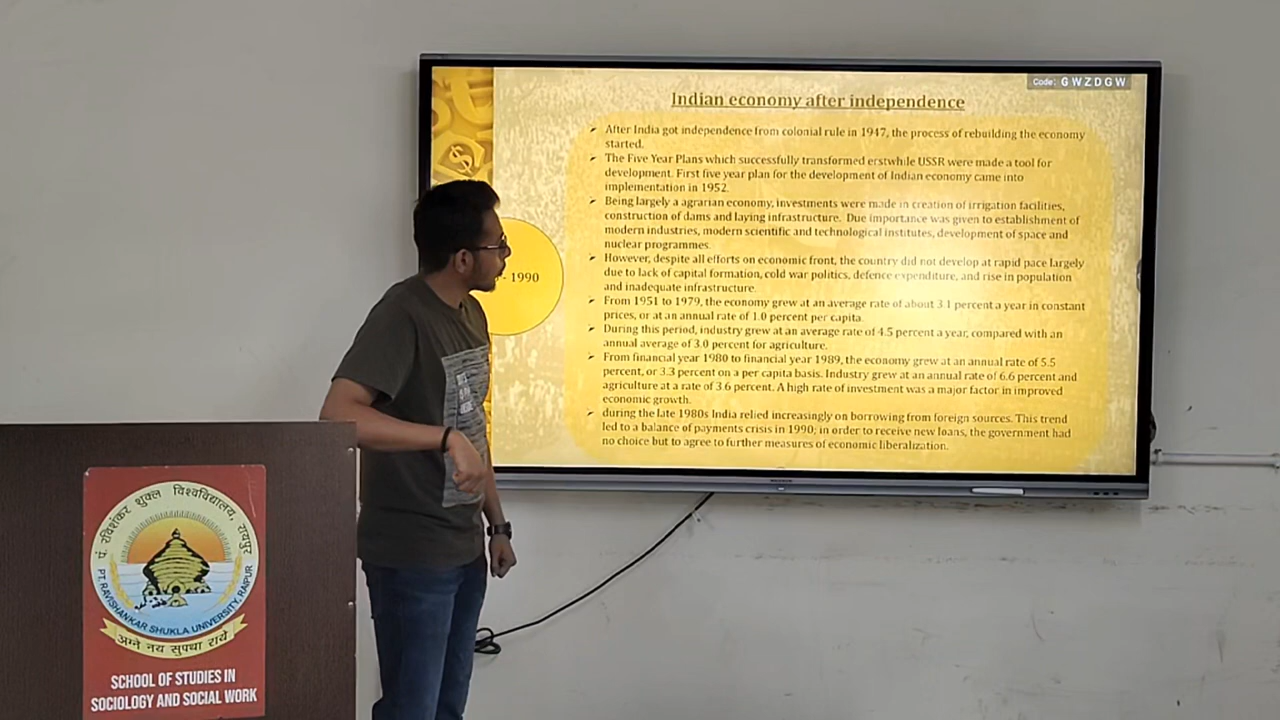 Code: GWZDGW
Indian economy after independence
➢ After India got independence from colonial rule in 1947, the process of rebuilding the economy
started.
➢ The Five Year Plans which successfully transformed erstwhile USSR were made a tool for
development. First five year plan for the development of Indian economy came into
implementation in 1952.
➢ Being largely a agrarian economy, investments were made in creation of irrigation facilities,
construction of dams and laying infrastructure. Due importance was given to establishment of
modern industries, modern scientific and technological institutes, development of space and
nuclear programmes.
➢ However, despite all efforts on economic front, the country did not develop at rapid pace largely
due to lack of capital formation, cold war politics, defence expenditure, and rise in population
and inadequate infrastructure.
➢ From 1951 to 1979, the economy grew at an average rate of about 3.1 percent a year in constant
prices, or at an annual rate of 1.0 percent per capita.
➢ During this period, industry grew at an average rate of 4.5 percent a year, compared with an
annual average of 3.0 percent for agriculture.
➢ From financial year 1980 to financial year 1989, the economy grew at an annual rate of 5.5
percent, or 3.3 percent on a per capita basis. Industry grew at an annual rate of 6.6 percent and
agriculture at a rate of 3.6 percent. A high rate of investment was a major factor in improved
economic growth.
➢ during the late 1980s India relied increasingly on borrowing from foreign sources. This trend
led to a balance of payments crisis in 1990; in order to receive new loans, the government had
no choice but to agree to further measures of economic liberalization.
- 1990
पं. रविशंकर शुक्ल विश्वविद्यालय, रायपुर
PT. RAVISHANKAR SHUKLA UNIVERSITY, RAIPUR
अग्ने नय सुपथा राये
SCHOOL OF STUDIES IN
SOCIOLOGY AND SOCIAL WORK